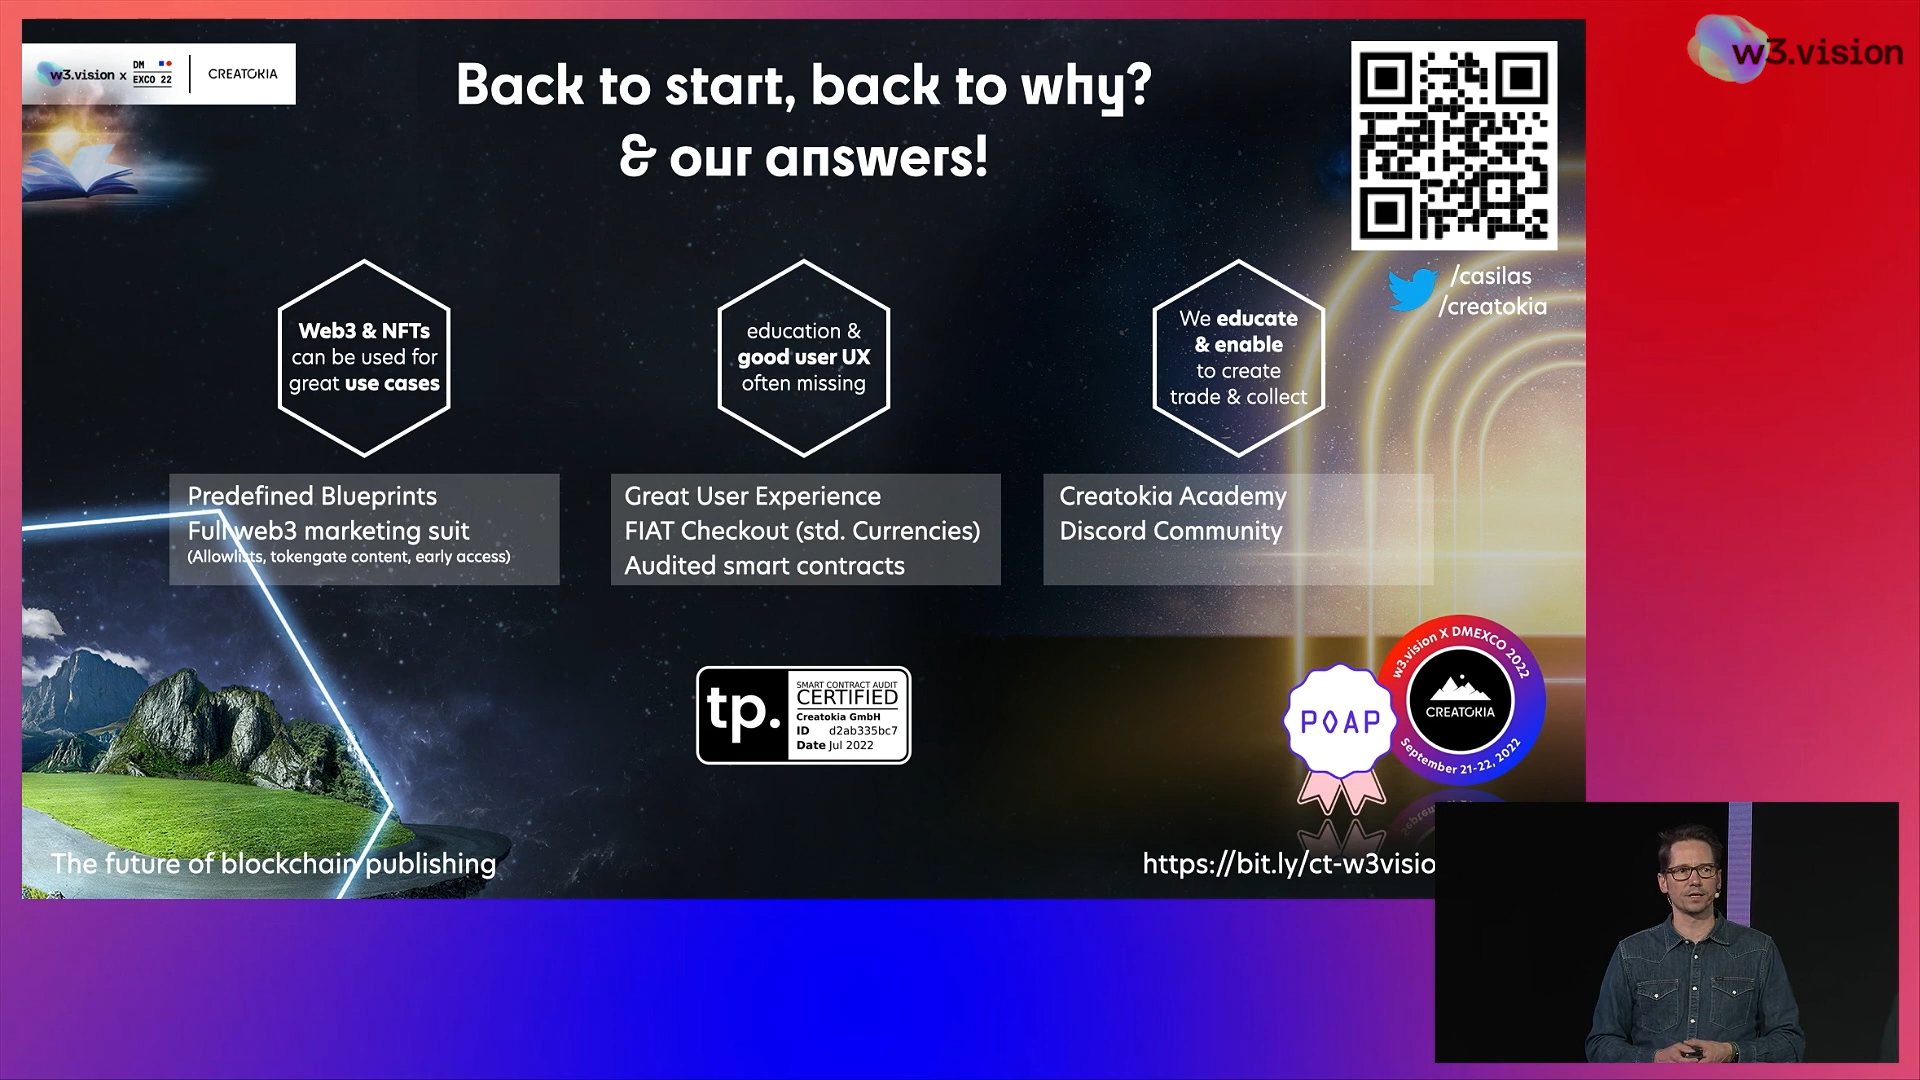 w3.vision x DM EXCO 22 CREATOKIA
Back to start, back to why?
& our answers!
w3.vision
/casilas
/creatokia
Web3 & NFTs
can be used for
great use cases
education &
good user UX
often missing
We educate
& enable
to create
trade & collect
Predefined Blueprints
Full web3 marketing suit
(Allowlists, tokengate content, early access)
Great User Experience
FIAT Checkout (std. Currencies)
Audited smart contracts
Creatokia Academy
Discord Community
tp.
SMART CONTRACT AUDIT
CERTIFIED
Creatokia GmbH
ID d2ab335bc7
Date Jul 2022
POAP
w3.vision X DMEXCO 2022
CREATOKIA
September 21-22, 2022
The future of blockchain publishing
https://bit.ly/ct-w3visio